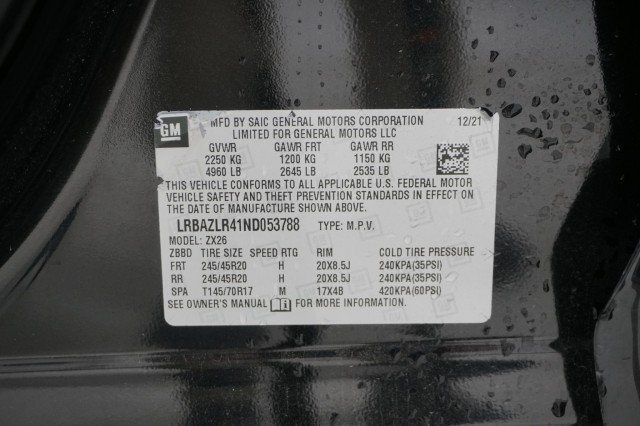 GM
MFD BY SAIC GENERAL MOTORS CORPORATION 12/21
LIMITED FOR GENERAL MOTORS LLC
GVWR GAWR FRT GAWR RR
2250 KG 1200 KG 1150 KG
4960 LB 2645 LB 2535 LB
THIS VEHICLE CONFORMS TO ALL APPLICABLE U.S. FEDERAL MOTOR
VEHICLE SAFETY AND THEFT PREVENTION STANDARDS IN EFFECT ON THE
DATE OF MANUFACTURE SHOWN ABOVE.
LRBAZLR41ND053788 TYPE: M.P.V.
MODEL: ZX26
ZBBD TIRE SIZE SPEED RTG RIM COLD TIRE PRESSURE
FRT 245/45R20 H 20X8.5J 240KPA(35PSI)
RR 245/45R20 H 20X8.5J 240KPA(35PSI)
SPA T145/70R17 M 17X4B 420KPA(60PSI)
SEE OWNER'S MANUAL FOR MORE INFORMATION.